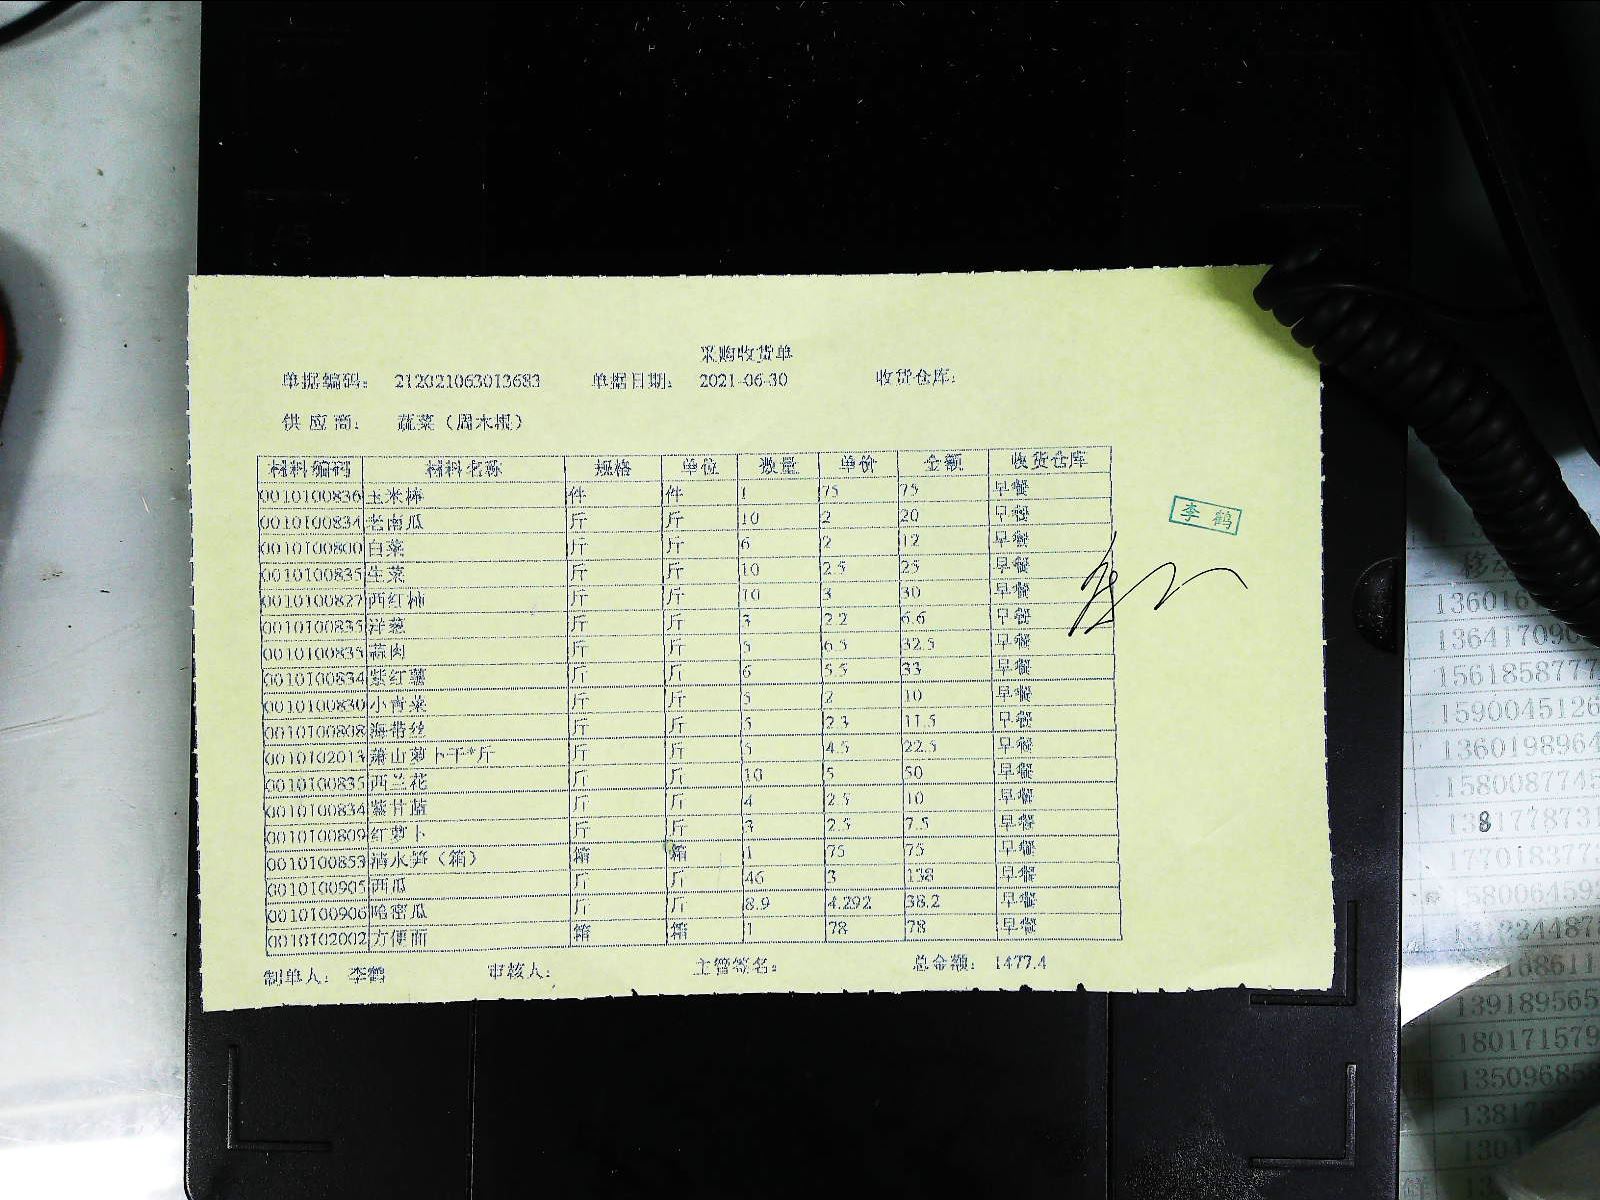 采购收货单
单据编码： 212021063013683 单据日期： 2021-06-30 收货仓库：
供应商： 蔬菜（周木根）
材料编码 材料名称 规格 单位 数量 单价 金额 收货仓库
0010100836 玉米棒 件 件 1 75 75 早餐
0010100834 老南瓜 斤 斤 10 2 20 早餐
0010100800 白菜 斤 斤 6 2 12 早餐
0010100835 生菜 斤 斤 10 2.5 25 早餐
0010100827 西红柿 斤 斤 10 3 30 早餐
0010100835 洋葱 斤 斤 3 2.2 6.6 早餐
0010100835 蒜肉 斤 斤 5 6.5 32.5 早餐
0010100834 紫红薯 斤 斤 6 5.5 33 早餐
0010100830 小青菜 斤 斤 5 2 10 早餐
0010100808 海带丝 斤 斤 5 2.3 11.5 早餐
0010102013 萧山萝卜干*斤 斤 斤 5 4.5 22.5 早餐
0010100835 西兰花 斤 斤 10 5 50 早餐
0010100834 紫甘蓝 斤 斤 4 2.5 10 早餐
0010100809 红萝卜 斤 斤 3 2.5 7.5 早餐
0010100853 清水笋（箱） 箱 箱 1 75 75 早餐
0010100905 西瓜 斤 斤 46 3 138 早餐
0010100906 哈密瓜 斤 斤 8.9 4.292 38.2 早餐
0010102002 方便面 箱 箱 1 78 78 早餐
制单人： 李鹤 审核人： 主管签名： 总金额： 1477.4
李鹤
移动
136417090
1561858777
1590045126
1360198964
1580087745
139189565
180171579